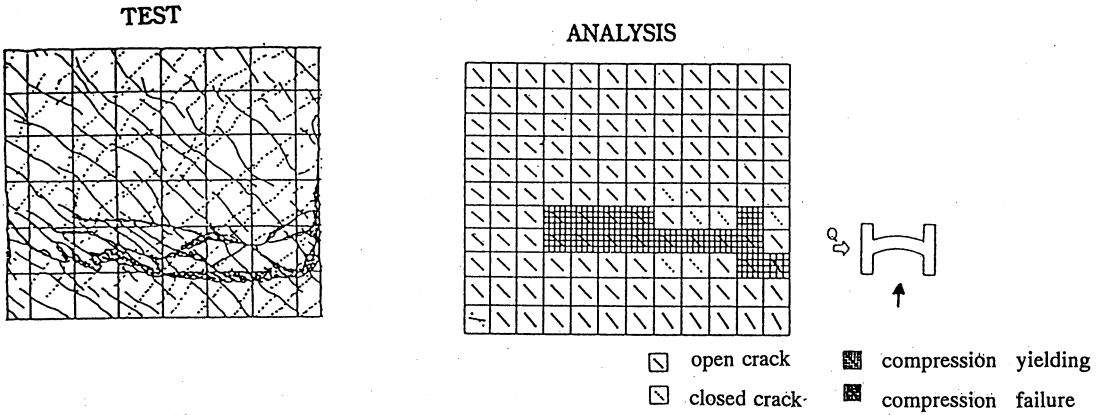 TEST
ANALYSIS
Q
open crack
compression yielding
closed crack
compression failure